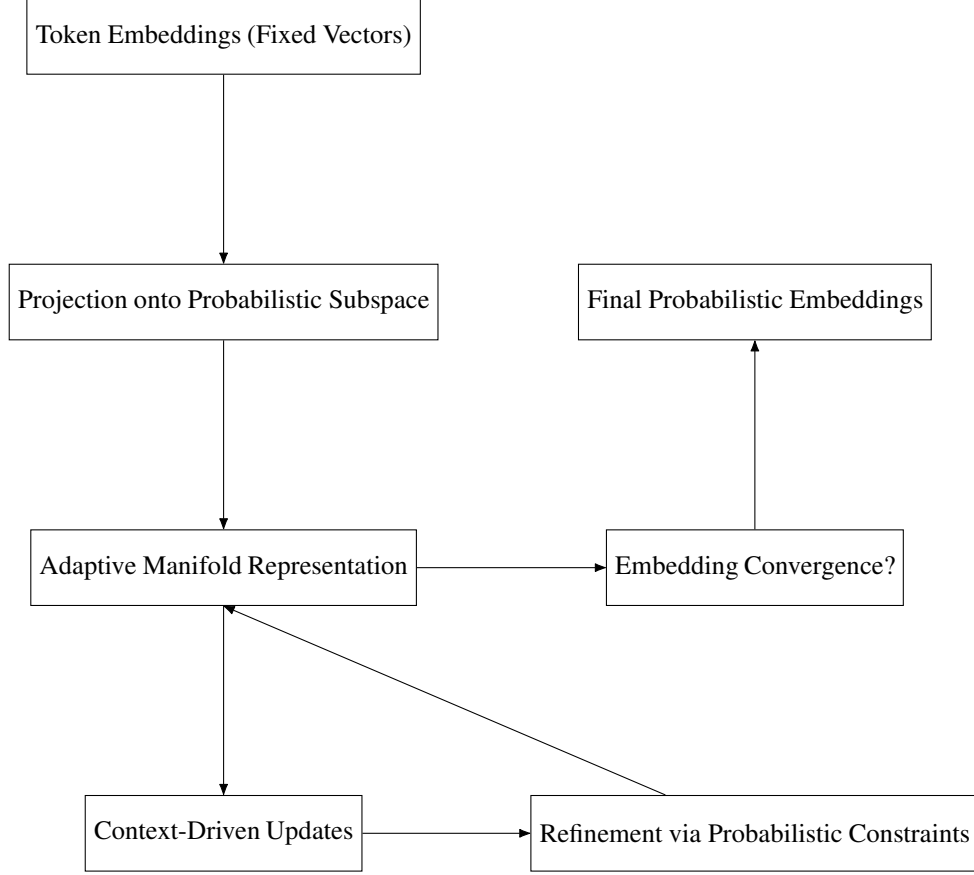 Token Embeddings (Fixed Vectors)
Projection onto Probabilistic Subspace
Final Probabilistic Embeddings
Adaptive Manifold Representation
Embedding Convergence?
Context-Driven Updates
Refinement via Probabilistic Constraints